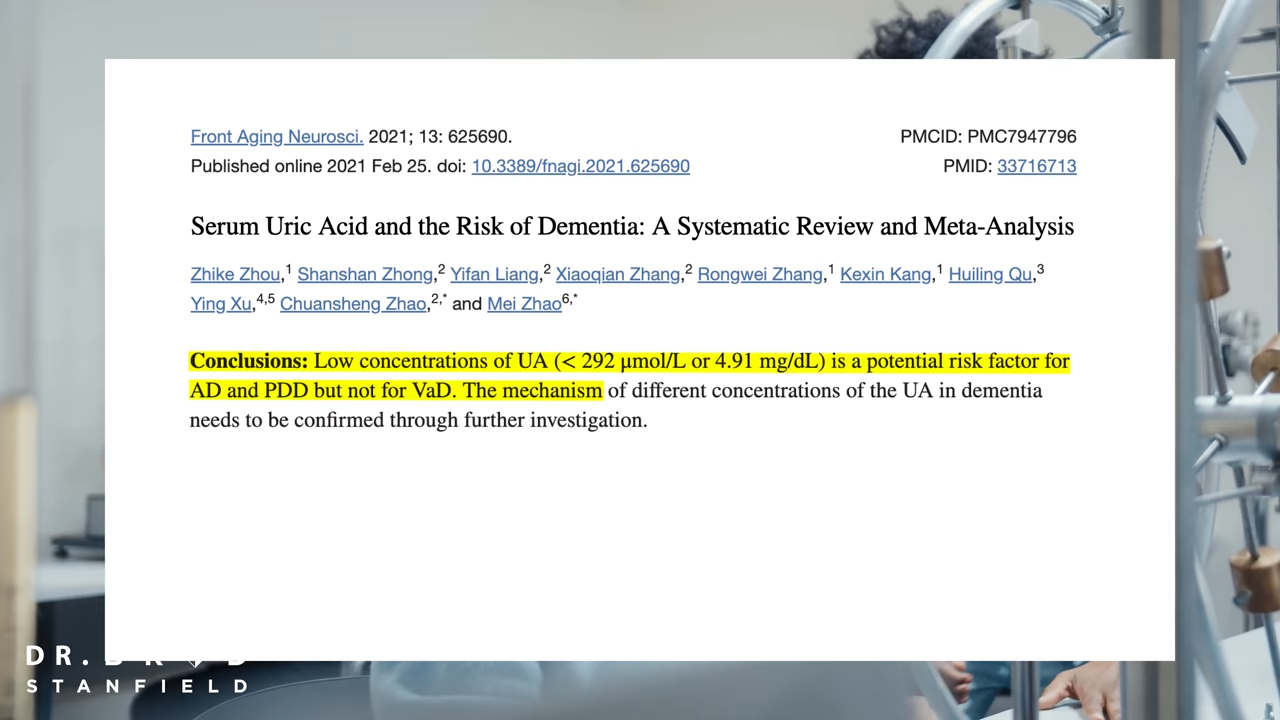 Front Aging Neurosci. 2021; 13: 625690.
PMCID: PMC7947796
Published online 2021 Feb 25. doi: 10.3389/fnagi.2021.625690
PMID: 33716713
Serum Uric Acid and the Risk of Dementia: A Systematic Review and Meta-Analysis
Zhike Zhou,1 Shanshan Zhong,2 Yifan Liang,2 Xiaoqian Zhang,2 Rongwei Zhang,1 Kexin Kang,1 Huiling Qu,3
Ying Xu,4,5 Chuansheng Zhao,2,* and Mei Zhao6,*
Conclusions: Low concentrations of UA (< 292 μmol/L or 4.91 mg/dL) is a potential risk factor for
AD and PDD but not for VaD. The mechanism of different concentrations of the UA in dementia
needs to be confirmed through further investigation.
DR.
STANFIELD